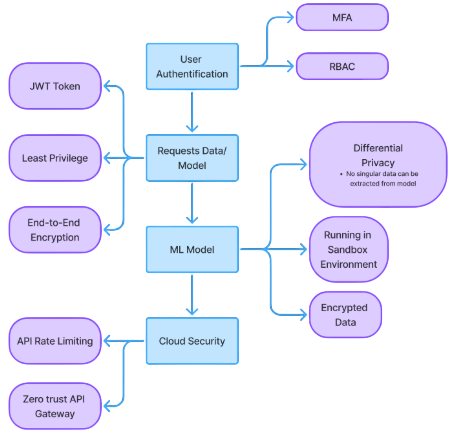 MFA
User
Authentification
RBAC
JWT Token
Requests Data/
Model
Least Privilege
Differential
Privacy
• No singular data can be
extracted from model
End-to-End
Encryption
ML Model
Running in
Sandbox
Environment
Encrypted
Data
API Rate Limiting
Cloud Security
Zero trust API
Gateway